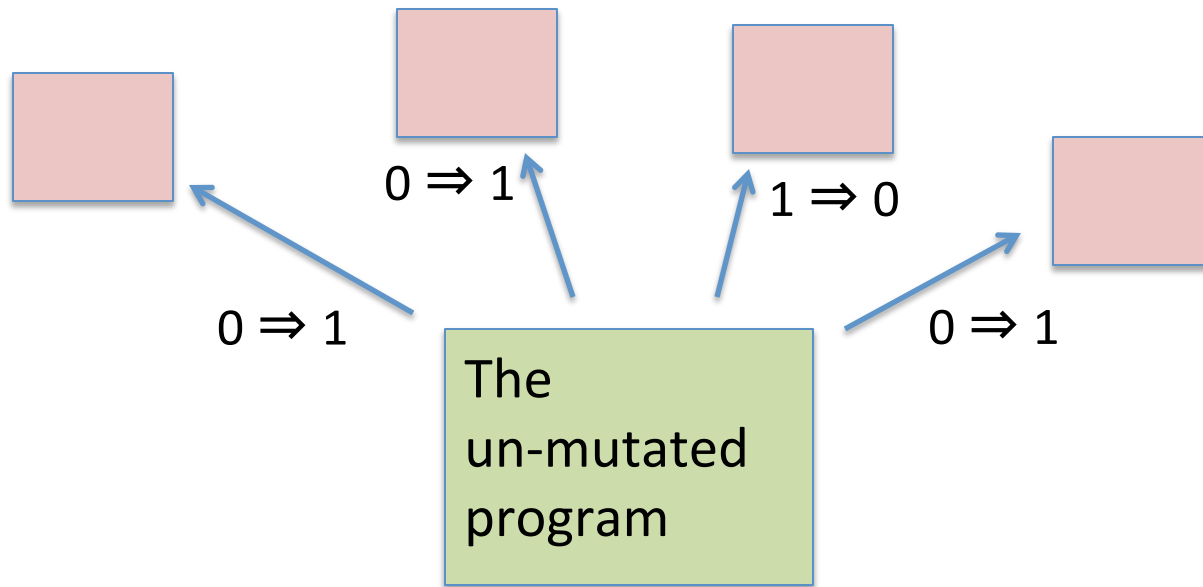 0 ⇒ 1
1 ⇒ 0
0 ⇒ 1
0 ⇒ 1
The
un-mutated
program